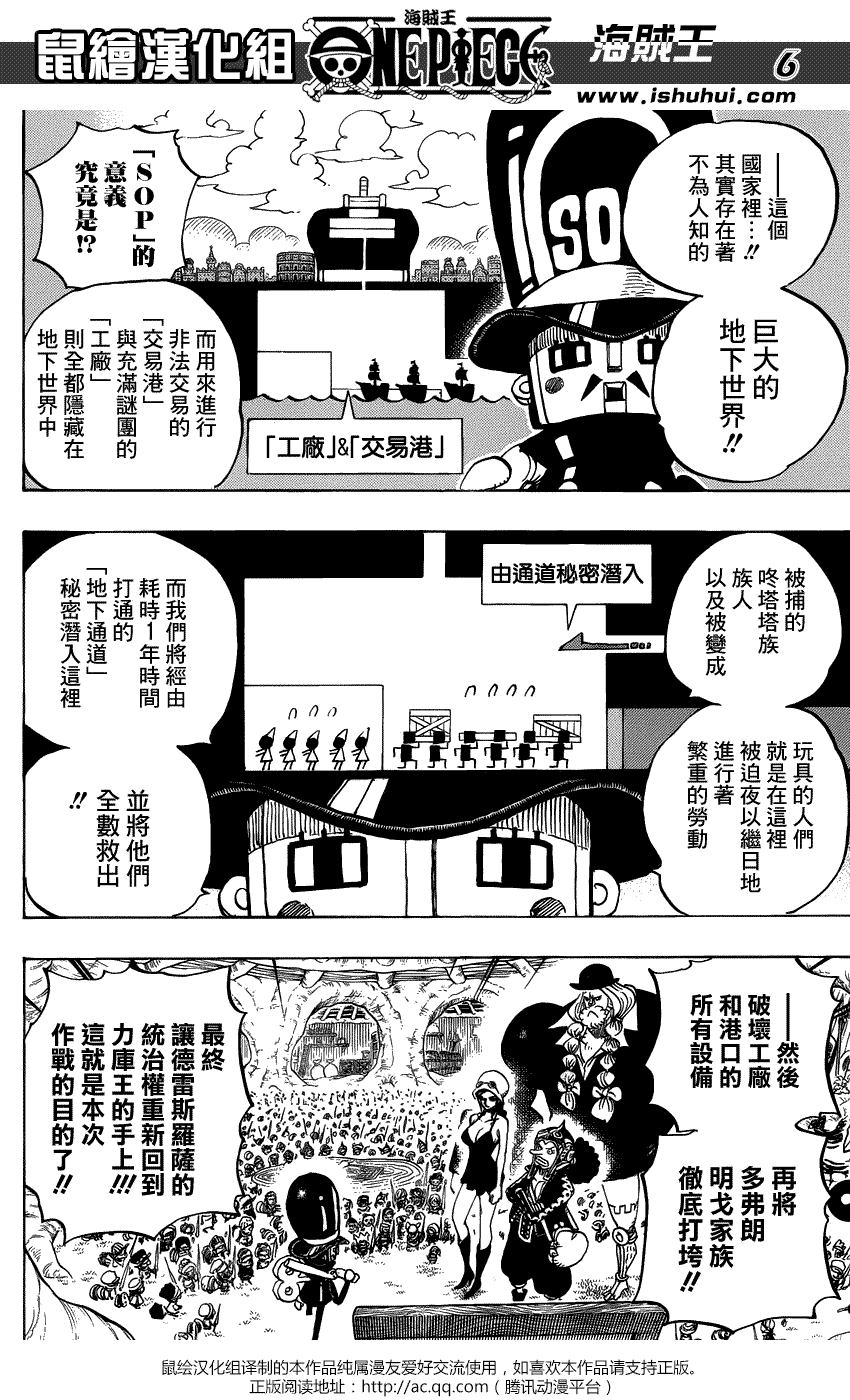 鼠繪漢化組
海賊王
ONE PIECE
海賊王
6
www.ishuhui.com
——這個
國家裡…!!
其實存在著
不為人知的
巨大的
地下世界!!
SO
「SOP」的
意義
究竟是!?
而用來進行
非法交易的
「交易港」
與充滿謎團的
「工廠」
則全都隱藏在
地下世界中
「工廠」&「交易港」
被捕的
咚塔塔族
族人
以及被變成
玩具的人們
就是在這裡
被迫夜以繼日地
進行著
繁重的勞動
由通道秘密潛入
而我們將經由
耗時1年時間
打通的
「地下通道」
秘密潛入這裡
並將他們
全數救出
!!
——然後
破壞工廠
和港口的
所有設備
再將
多弗朗
明戈家族
徹底打垮!!
最終
讓德雷斯羅薩的
統治權重新回到
力庫王的手上!!!
這就是本次
作戰的目的了!!
鼠绘汉化组译制的本作品纯属漫友爱好交流使用，如喜欢本作品请支持正版。
正版阅读地址：http://ac.qq.com（腾讯动漫平台）